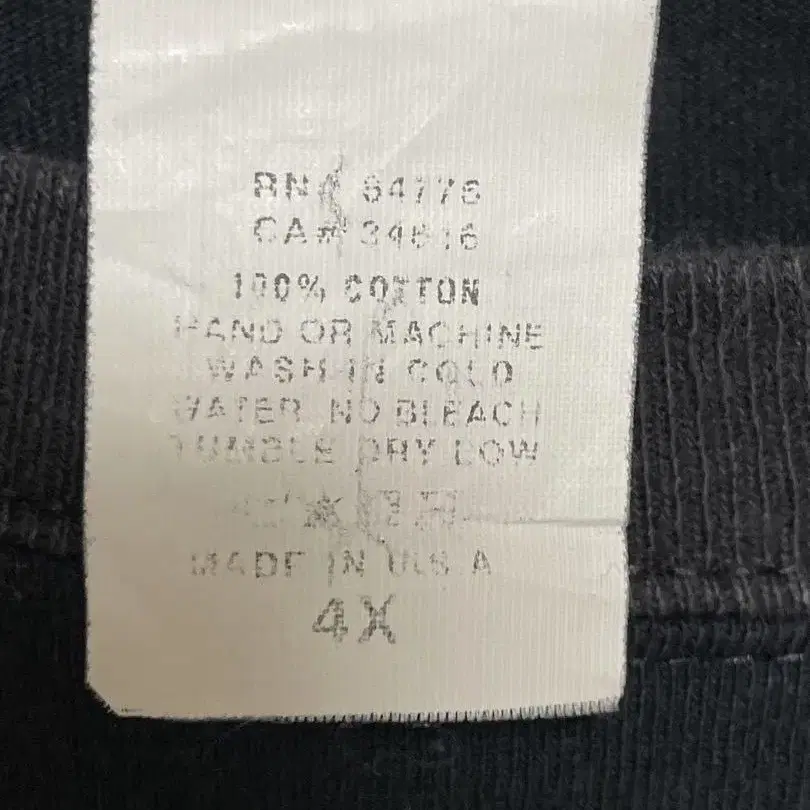 RN# 64776
CA# 34616
100% COTTON
HAND OR MACHINE
WASH IN COLD
WATER NO BLEACH
TUMBLE DRY LOW
MADE IN U.S.A
4X